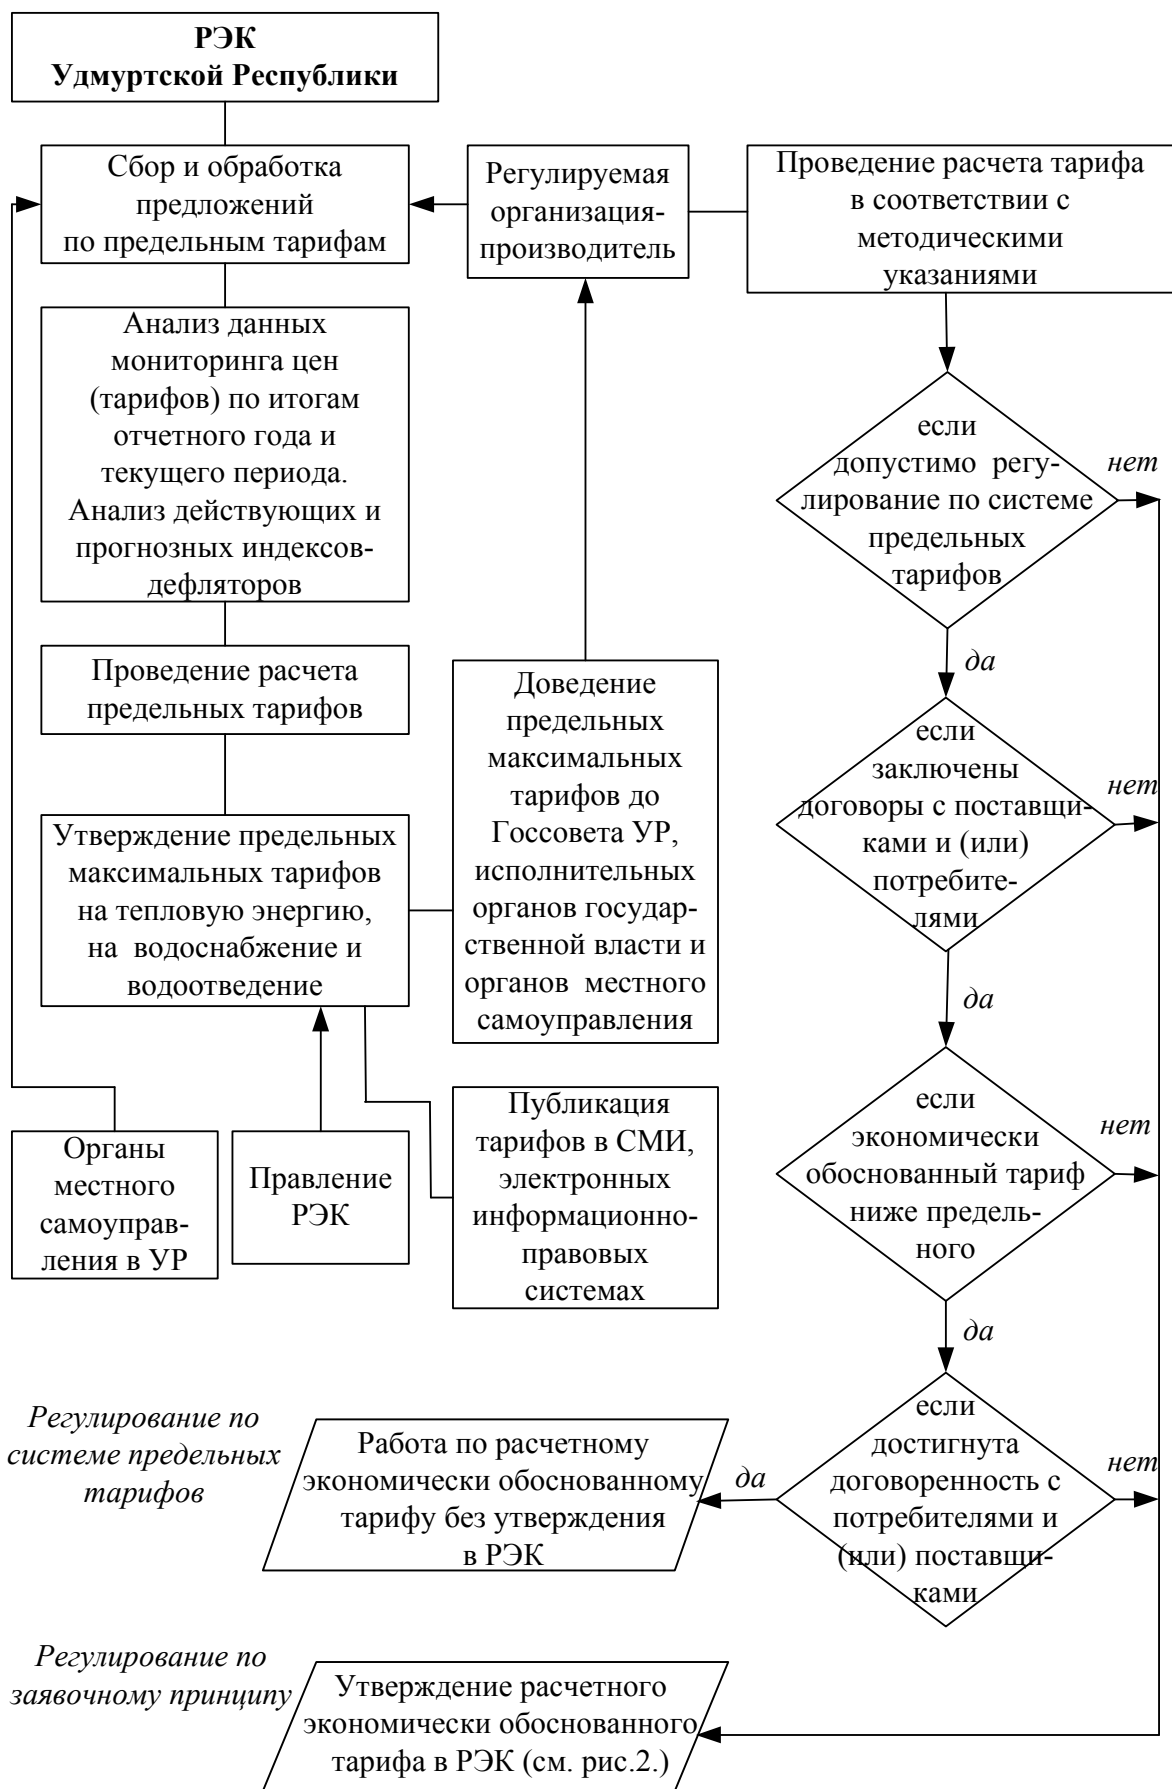 РЭК
Удмуртской Республики
Сбор и обработка
предложений
по предельным тарифам
Регулируемая
организация-
производитель
Проведение расчета тарифа
в соответствии с
методическими
указаниями
Анализ данных
мониторинга цен
(тарифов) по итогам
отчетного года и
текущего периода.
Анализ действующих и
прогнозных индексов-
дефляторов
если
допустимо регу-
лирование по системе
предельных
тарифов
нет
да
Проведение расчета
предельных тарифов
Доведение
предельных
максимальных
тарифов до
Госсовета УР,
исполнительных
органов государ-
ственной власти и
органов местного
самоуправления
если
заключены
договоры с поставщи-
ками и (или)
потребите-
лями
нет
да
Утверждение предельных
максимальных тарифов
на тепловую энергию,
на водоснабжение и
водоотведение
Органы
местного
самоуправ-
ления в УР
Правление
РЭК
Публикация
тарифов в СМИ,
электронных
информационно-
правовых
системах
если
экономически
обоснованный тариф
ниже предель-
ного
нет
да
Регулирование по
системе предельных
тарифов
Работа по расчетному
экономически обоснованному
тарифу без утверждения
в РЭК
да
если
достигнута
договоренность с
потребителями и
(или) поставщи-
ками
нет
Регулирование по
заявочному принципу
Утверждение расчетного
экономически обоснованного
тарифа в РЭК (см. рис.2.)